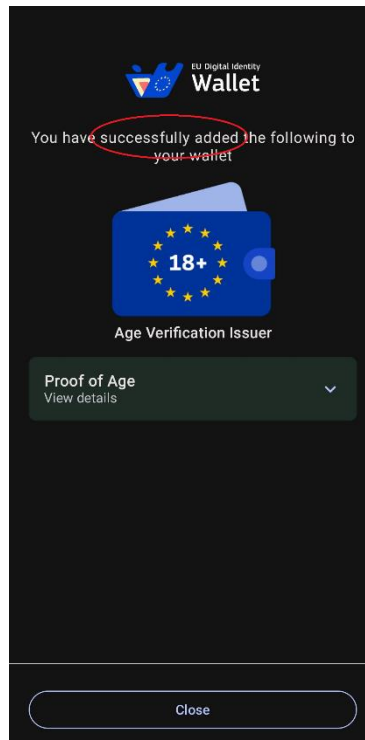 EU Digital Identity
Wallet
You have successfully added the following to
your wallet
18+
Age Verification Issuer
Proof of Age
View details
Close